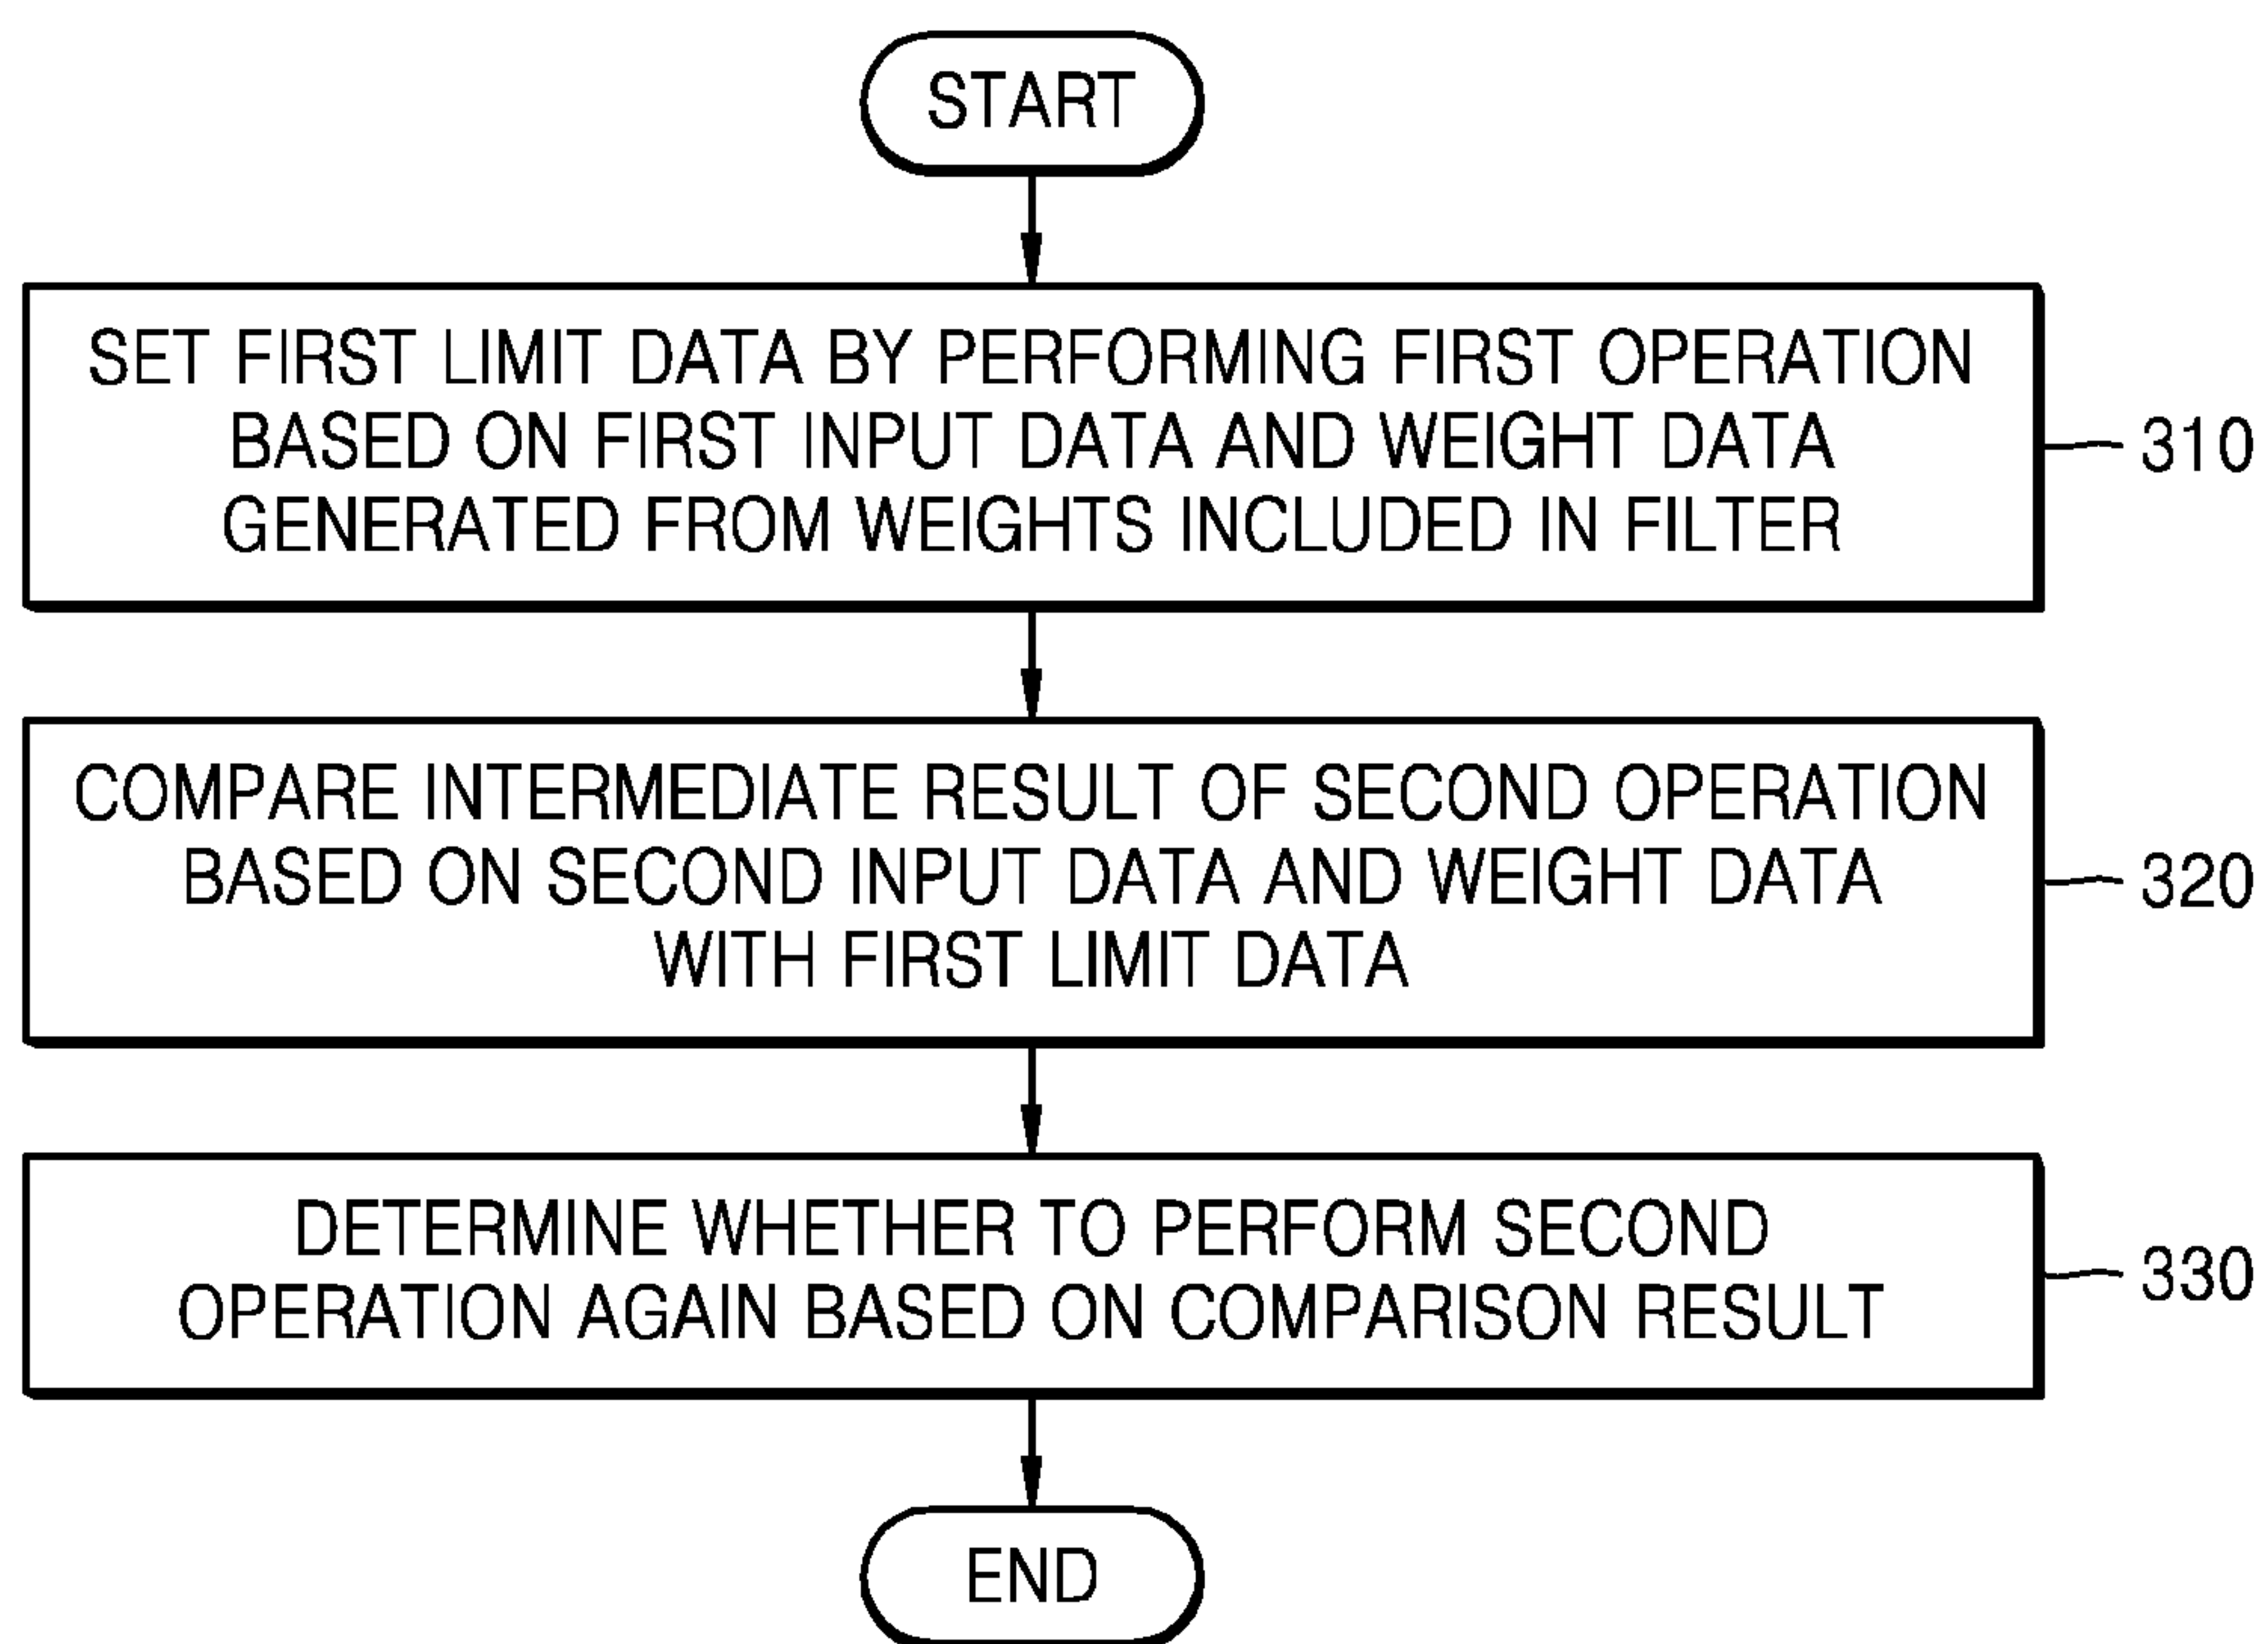 START
SET FIRST LIMIT DATA BY PERFORMING FIRST OPERATION
BASED ON FIRST INPUT DATA AND WEIGHT DATA
GENERATED FROM WEIGHTS INCLUDED IN FILTER
310
COMPARE INTERMEDIATE RESULT OF SECOND OPERATION
BASED ON SECOND INPUT DATA AND WEIGHT DATA
WITH FIRST LIMIT DATA
320
DETERMINE WHETHER TO PERFORM SECOND
OPERATION AGAIN BASED ON COMPARISON RESULT
330
END